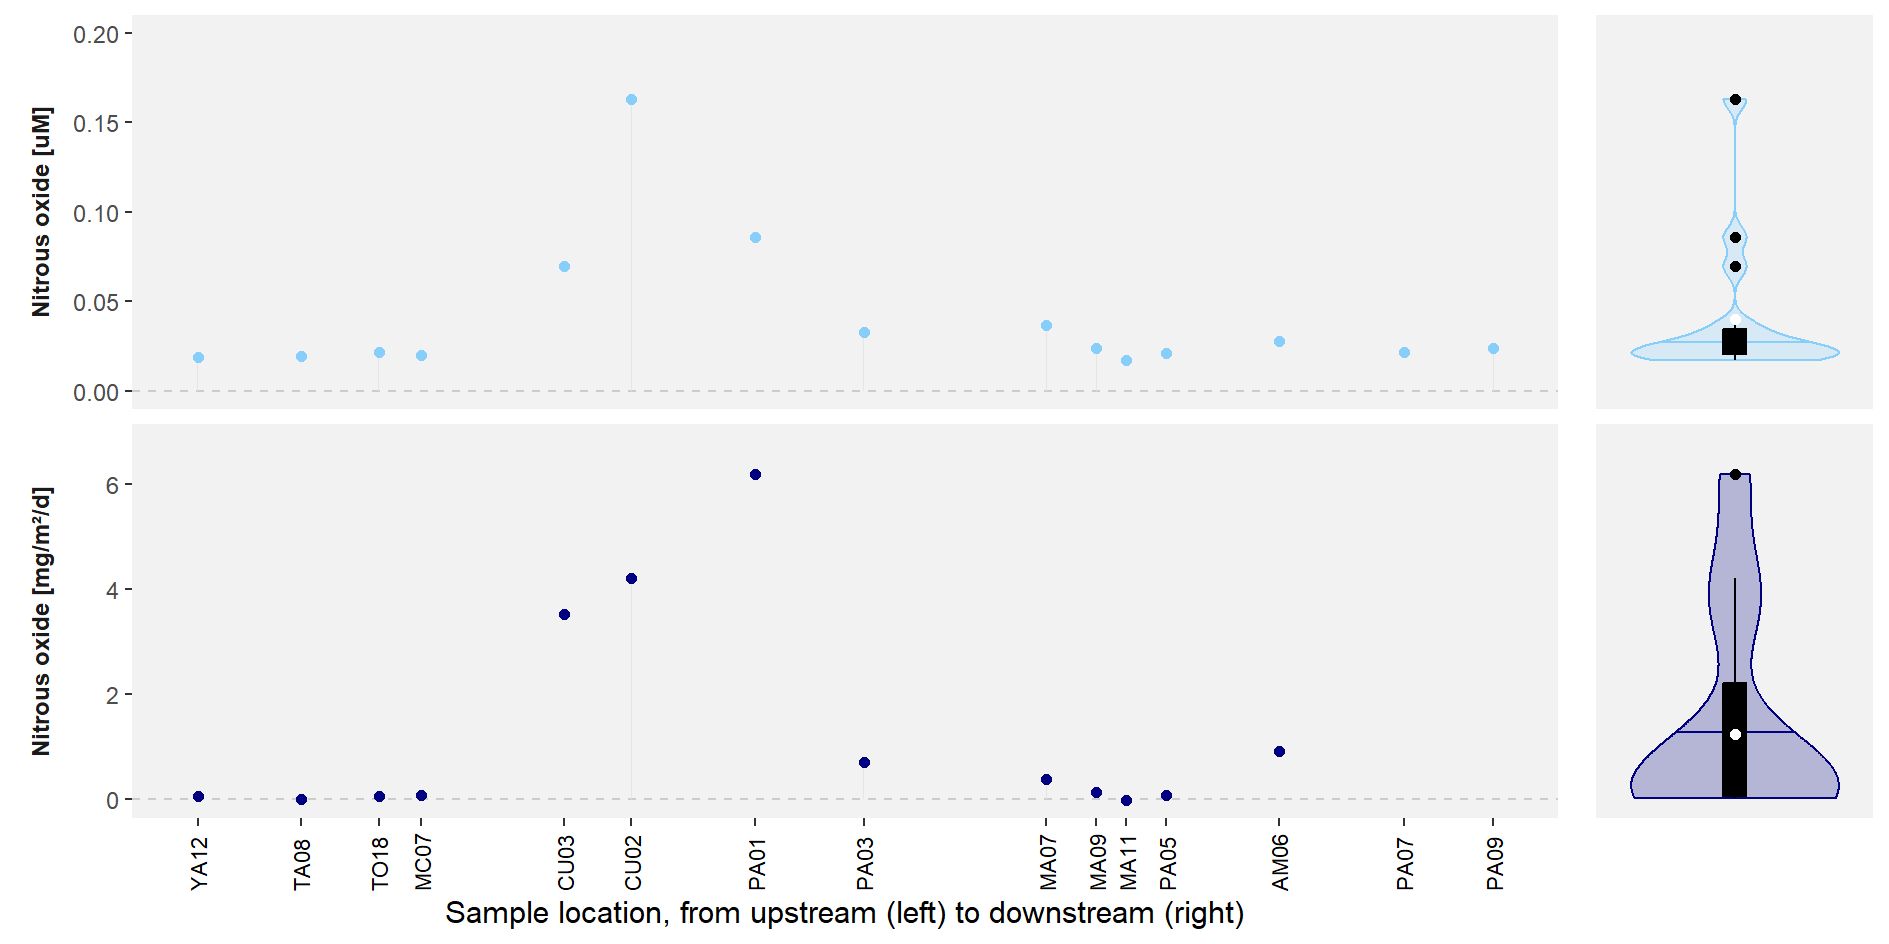 Nitrous oxide [uM]
0.20
0.15
0.10
0.05
0.00
Nitrous oxide [mg/m²/d]
6
4
2
0
YA12
TA08
TO18
MC07
CU03
CU02
PA01
PA03
MA07
MA09
MA11
PA05
AM06
PA07
PA09
Sample location, from upstream (left) to downstream (right)